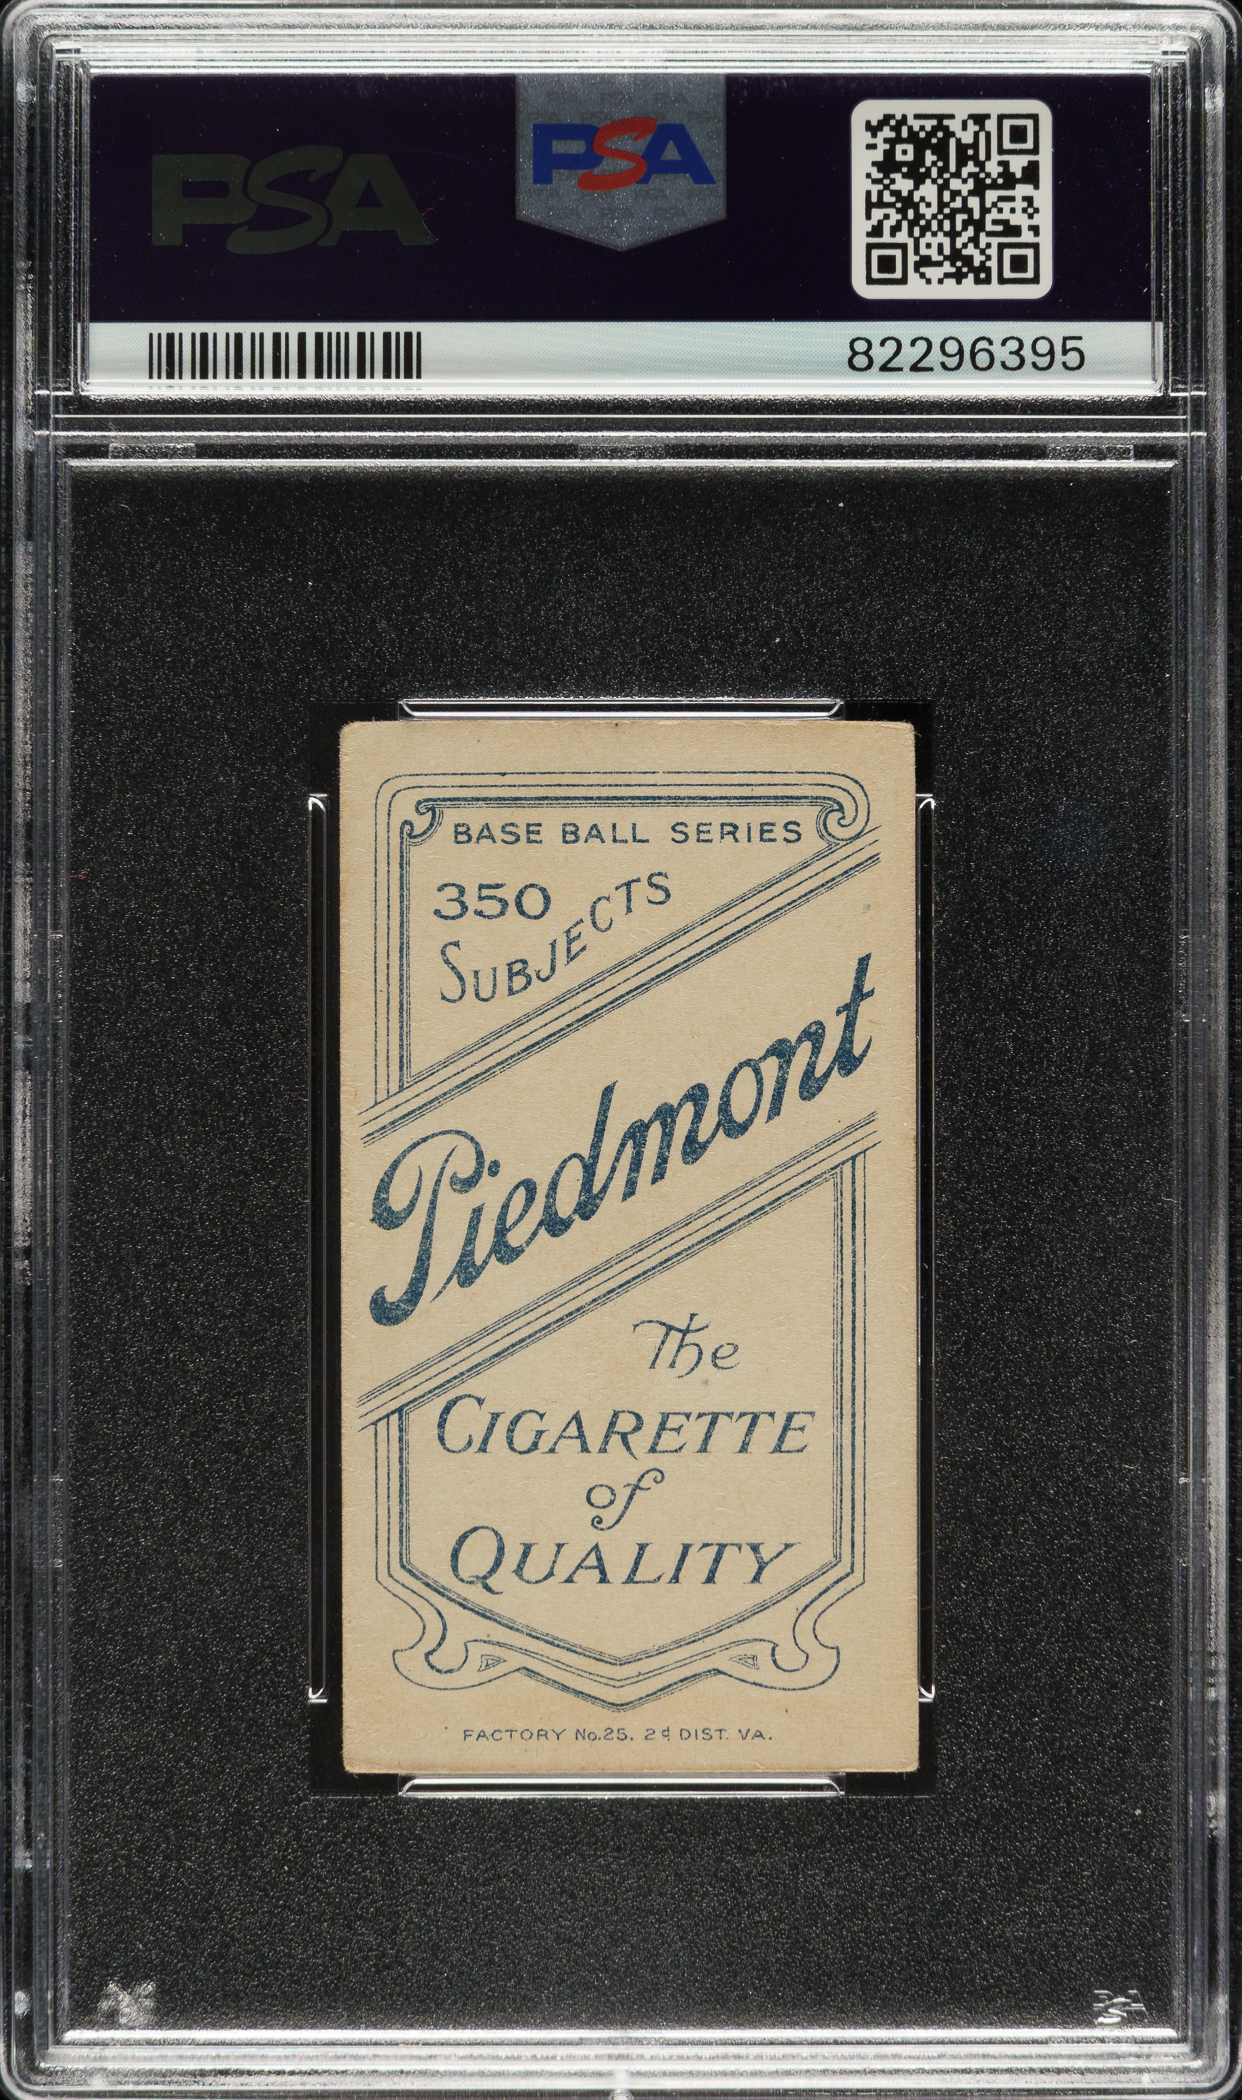 PSA
PSA
82296395
BASE BALL SERIES
350
SUBJECTS
Piedmont
The
CIGARETTE
of
QUALITY
FACTORY No.25. 2d DIST. VA.